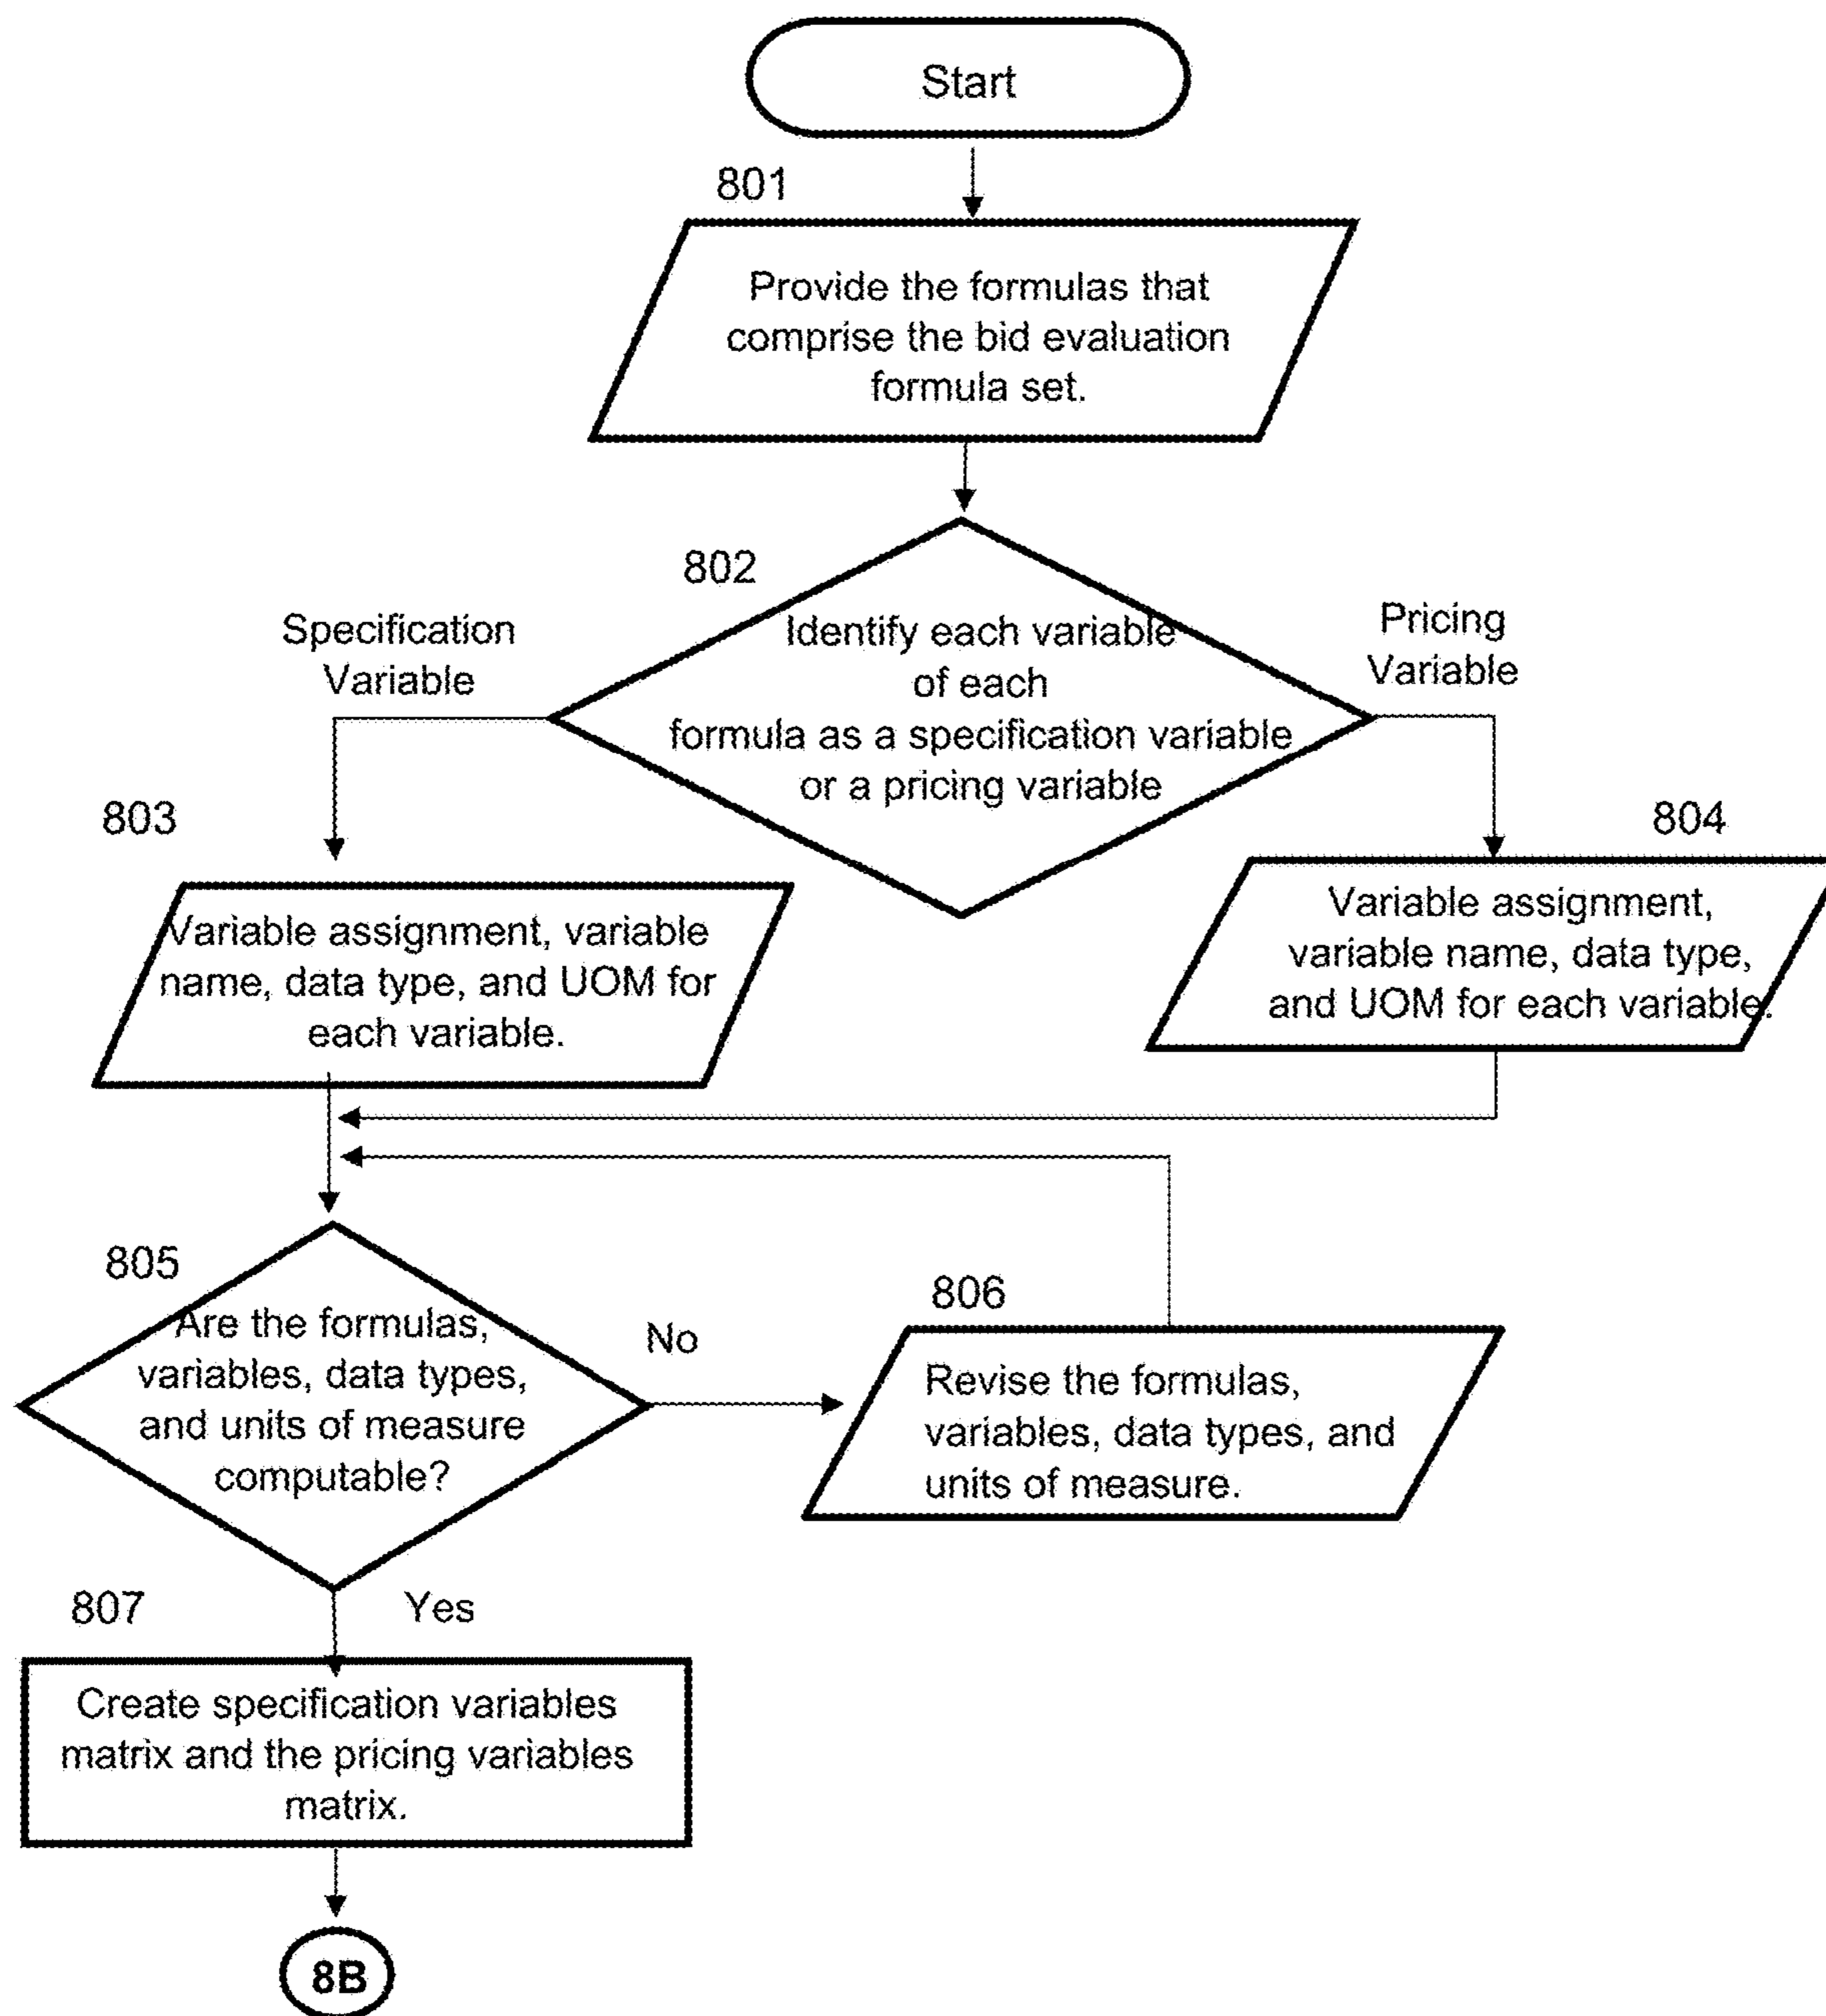 Start
801
Provide the formulas that
comprise the bid evaluation
formula set.
802
Specification
Variable
Identify each variable
of each
formula as a specification variable
or a pricing variable
Pricing
Variable
803
Variable assignment, variable
name, data type, and UOM for
each variable.
804
Variable assignment,
variable name, data type,
and UOM for each variable.
805
Are the formulas,
variables, data types,
and units of measure
computable?
No
806
Revise the formulas,
variables, data types, and
units of measure.
807
Yes
Create specification variables
matrix and the pricing variables
matrix.
8B